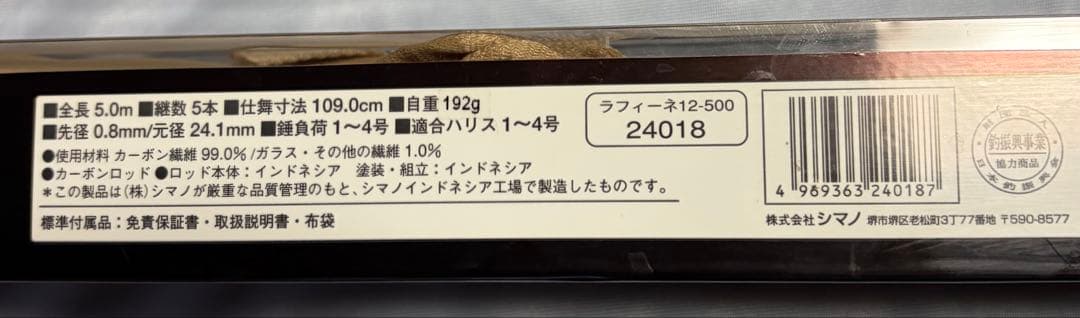 ■全長 5.0m ■継数 5本 ■仕舞寸法 109.0cm ■自重 192g
■先径 0.8mm/元径 24.1mm ■錘負荷 1〜4号 ■適合ハリス 1〜4号
●使用材料 カーボン繊維 99.0% /ガラス・その他の繊維 1.0%
●カーボンロッド ●ロッド本体：インドネシア 塗装・組立：インドネシア
＊この製品は(株)シマノが厳重な品質管理のもと、シマノインドネシア工場で製造したものです。
標準付属品：免責保証書・取扱説明書・布袋
ラフィーネ12-500
24018
4 969363 240187
株式会社 シマノ 堺市堺区老松町3丁77番地 〒590-8577
財団法人
釣振興事業
協力商品
日本釣振興会